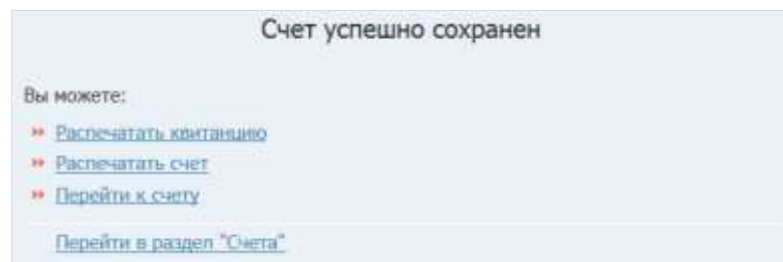 Счет успешно сохранен
Вы можете:
Распечатать квитанцию
Распечатать счет
Перейти к счету
Перейти в раздел "Счета"